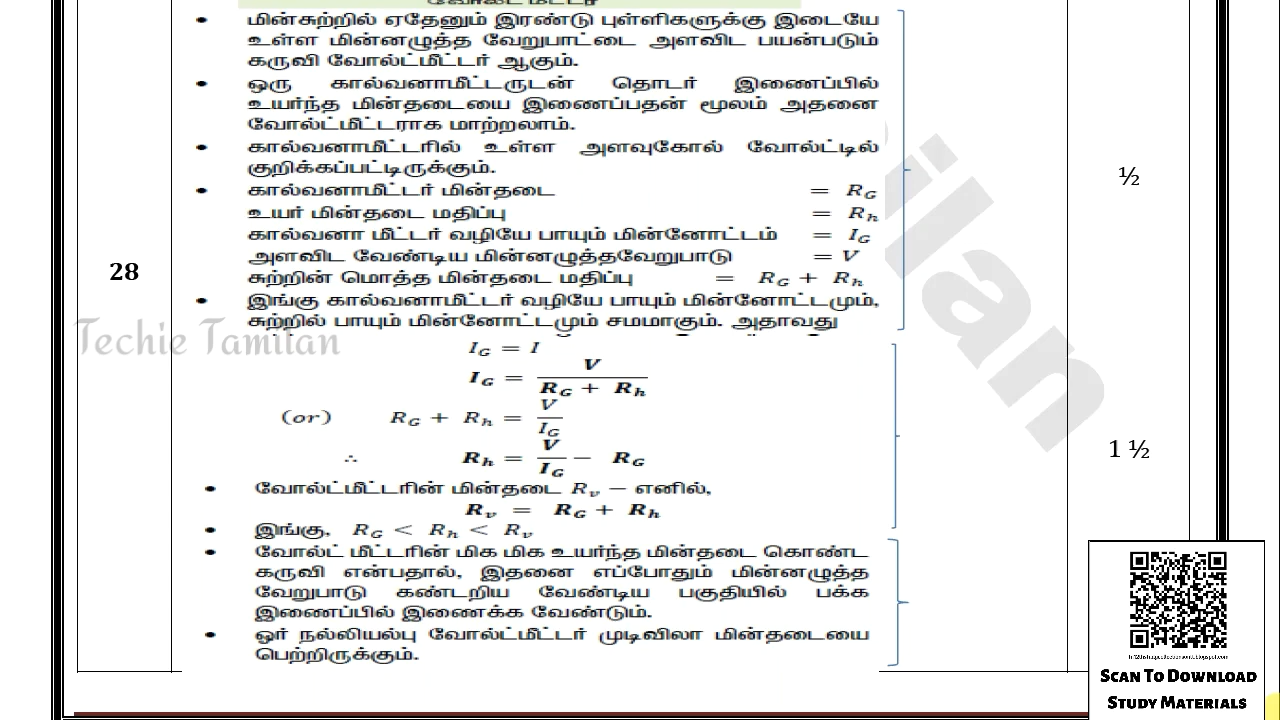 வோல்ட் மீட்டர்
• மின்சுற்றில் ஏதேனும் இரண்டு புள்ளிகளுக்கு இடையே
உள்ள மின்னழுத்த வேறுபாட்டை அளவிட பயன்படும்
கருவி வோல்ட்மீட்டர் ஆகும்.
• ஒரு கால்வனாமீட்டருடன் தொடர் இணைப்பில்
உயர்ந்த மின்தடையை இணைப்பதன் மூலம் அதனை
வோல்ட்மீட்டராக மாற்றலாம்.
• கால்வனாமீட்டரில் உள்ள அளவுகோல் வோல்ட்டில்
குறிக்கப்பட்டிருக்கும்.
• கால்வனாமீட்டர் மின்தடை = R_G
உயர் மின்தடை மதிப்பு = R_h
கால்வனா மீட்டர் வழியே பாயும் மின்னோட்டம் = I_G
அளவிட வேண்டிய மின்னழுத்தவேறுபாடு = V
சுற்றின் மொத்த மின்தடை மதிப்பு = R_G + R_h
• இங்கு கால்வனாமீட்டர் வழியே பாயும் மின்னோட்டமும்,
சுற்றில் பாயும் மின்னோட்டமும் சமமாகும். அதாவது
½
28
Techie Tamilan
ilan
I_G = I
I_G = V / (R_G + R_h)
(or) R_G + R_h = V / I_G
∴ R_h = V / I_G − R_G
1 ½
• வோல்ட்மீட்டரின் மின்தடை R_v − எனில்,
R_v = R_G + R_h
• இங்கு, R_G < R_h < R_v
• வோல்ட் மீட்டரின் மிக மிக உயர்ந்த மின்தடை கொண்ட
கருவி என்பதால், இதனை எப்போதும் மின்னழுத்த
வேறுபாடு கண்டறிய வேண்டிய பகுதியில் பக்க
இணைப்பில் இணைக்க வேண்டும்.
• ஓர் நல்லியல்பு வோல்ட்மீட்டர் முடிவிலா மின்தடையை
பெற்றிருக்கும்.
SCAN TO DOWNLOAD
STUDY MATERIALS